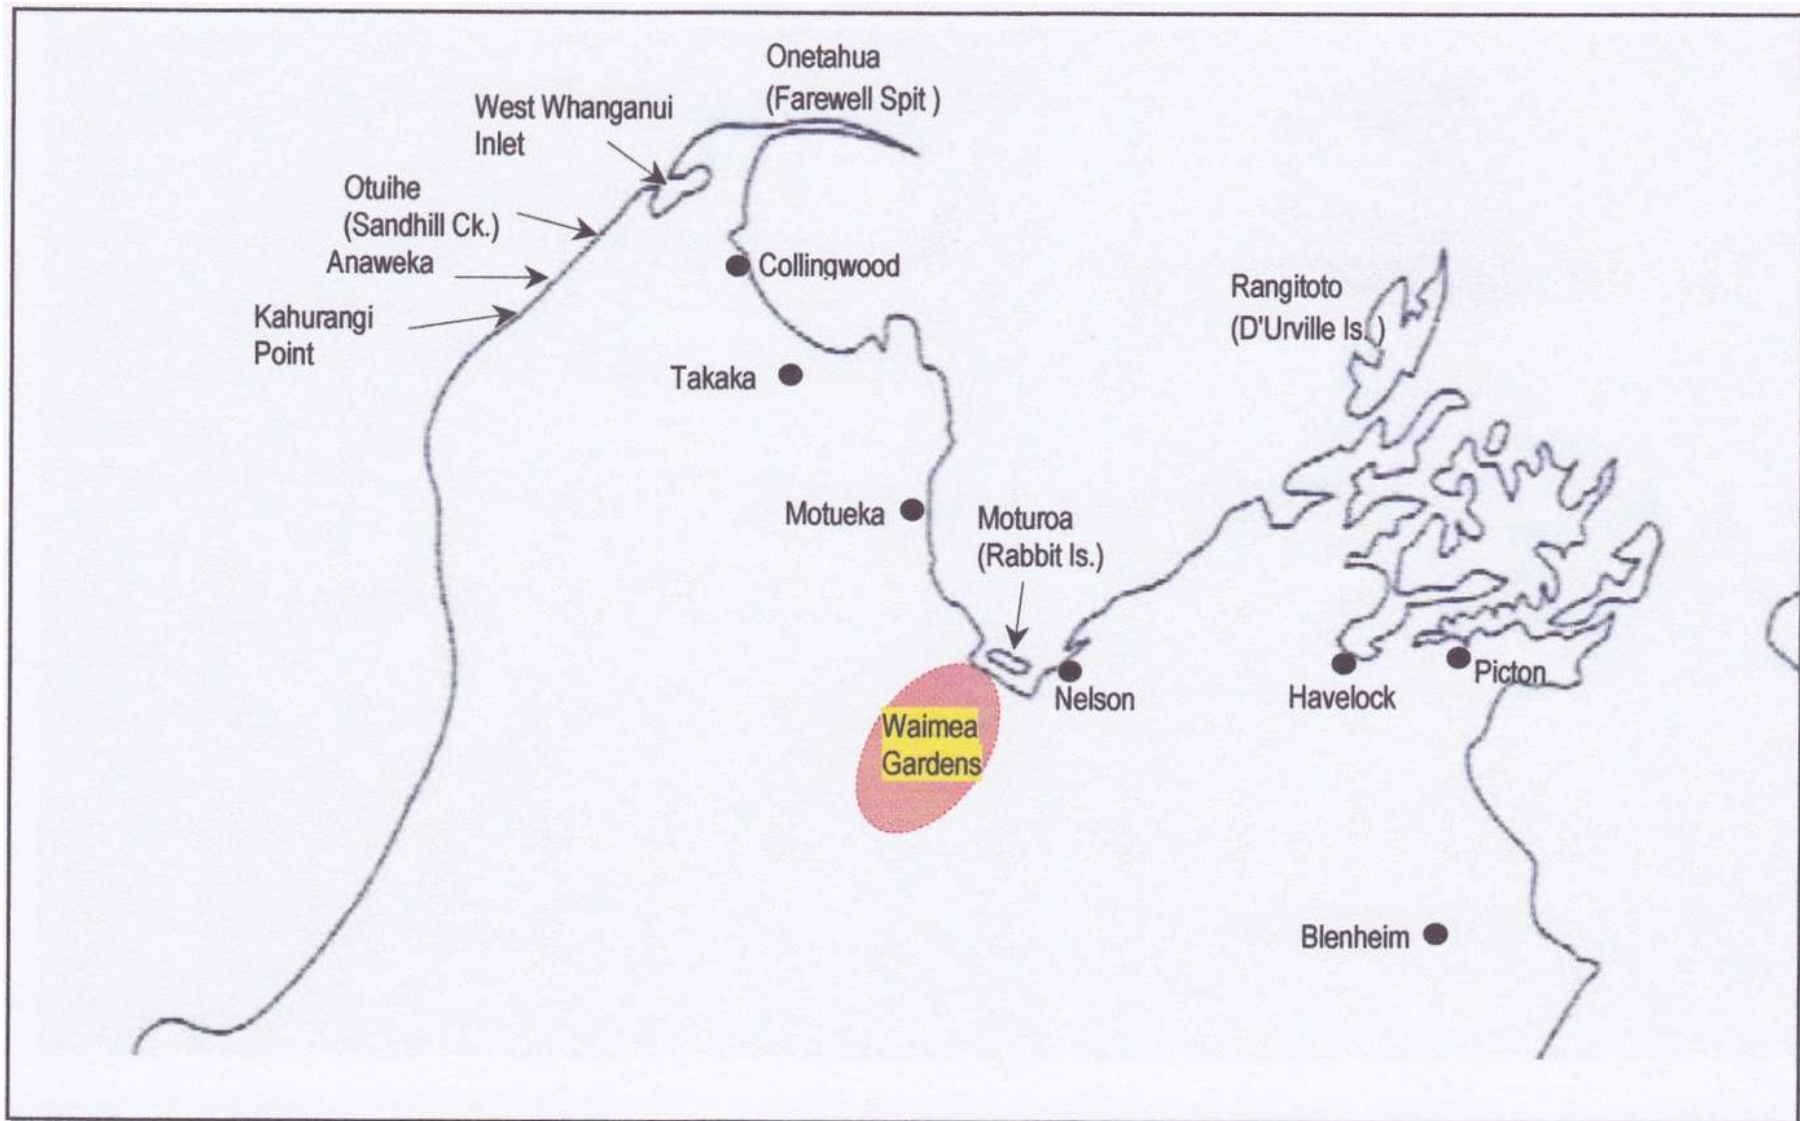 Onetahua
(Farewell Spit )
West Whanganui
Inlet
Otuihe
(Sandhill Ck.)
Anaweka
Kahurangi
Point
Collingwood
Takaka
Rangitoto
(D'Urville Is. )
Motueka
Moturoa
(Rabbit Is.)
Nelson
Havelock
Picton
Waimea
Gardens
Blenheim